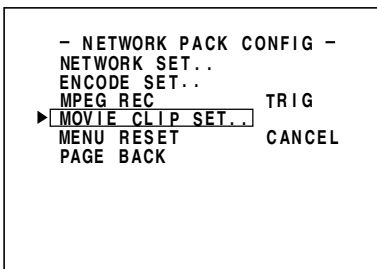 – NETWORK PACK CONFIG –
NETWORK SET..
ENCODE SET..
MPEG REC TRIG
▶MOVIE CLIP SET..
MENU RESET CANCEL
PAGE BACK